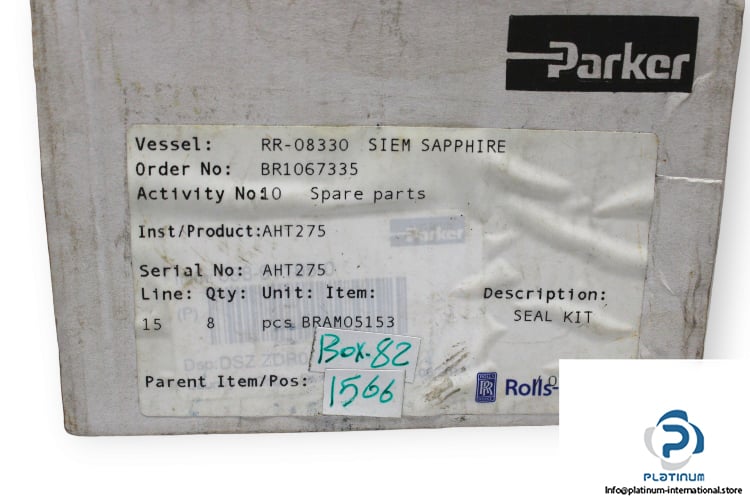 Parker
Vessel: RR-08330 SIEM SAPPHIRE
Order No: BR1067335
Activity No: 10 Spare parts
Inst/Product: AHT275
Parker
Serial No: AHT275
Line: Qty: Unit: Item: Description:
15 8 pcs BRAM05153 SEAL KIT
(P)
Box-82
Parent Item/Pos:
1566
RR Rolls-
PLATINUM
Info@platinum-international.store